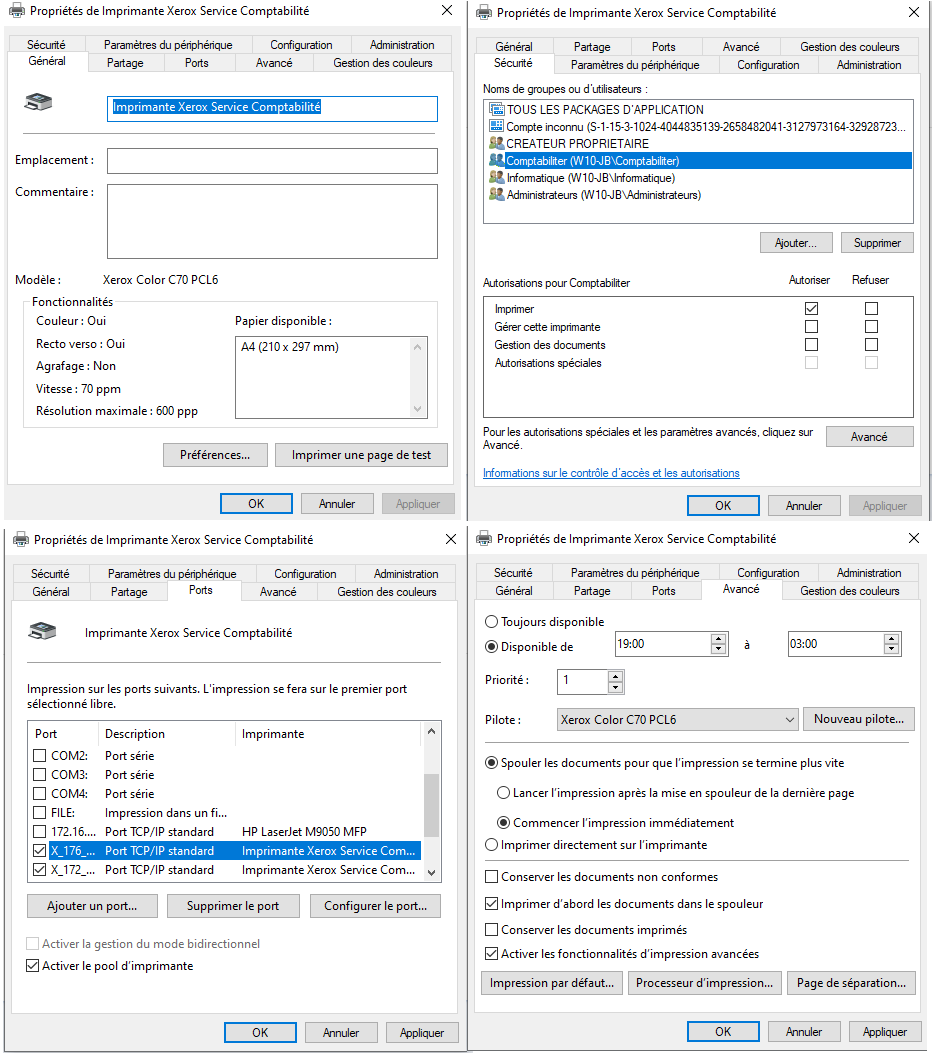 Propriétés de Imprimante Xerox Service Comptabilité
Sécurité
Paramètres du périphérique
Configuration
Administration
Général
Partage
Ports
Avancé
Gestion des couleurs
Imprimante Xerox Service Comptabilité
Emplacement :
Commentaire :
Modèle : Xerox Color C70 PCL6
Fonctionnalités
Couleur : Oui
Papier disponible :
Recto verso : Oui
A4 (210 x 297 mm)
Agrafage : Non
Vitesse : 70 ppm
Résolution maximale : 600 ppp
Préférences...
Imprimer une page de test
OK
Annuler
Appliquer
Propriétés de Imprimante Xerox Service Comptabilité
Général
Partage
Ports
Avancé
Gestion des couleurs
Sécurité
Paramètres du périphérique
Configuration
Administration
Noms de groupes ou d'utilisateurs :
TOUS LES PACKAGES D'APPLICATION
Compte inconnu (S-1-15-3-1024-4044835139-2658482041-3127973164-32928723...
CREATEUR PROPRIETAIRE
Comptabiliter (W10-JB\Comptabiliter)
Informatique (W10-JB\Informatique)
Administrateurs (W10-JB\Administrateurs)
Ajouter...
Supprimer
Autorisations pour Comptabiliter
Autoriser
Refuser
Imprimer
Gérer cette imprimante
Gestion des documents
Autorisations spéciales
Pour les autorisations spéciales et les paramètres avancés, cliquez sur
Avancé.
Avancé
Informations sur le contrôle d'accès et les autorisations
OK
Annuler
Appliquer
Propriétés de Imprimante Xerox Service Comptabilité
Sécurité
Paramètres du périphérique
Configuration
Administration
Général
Partage
Ports
Avancé
Gestion des couleurs
Imprimante Xerox Service Comptabilité
Impression sur les ports suivants. L'impression se fera sur le premier port
sélectionné libre.
Port Description Imprimante
COM2: Port série
COM3: Port série
COM4: Port série
FILE: Impression dans un fi...
172.16.... Port TCP/IP standard HP LaserJet M9050 MFP
X_176_... Port TCP/IP standard Imprimante Xerox Service Com...
X_172_... Port TCP/IP standard Imprimante Xerox Service Com...
Ajouter un port...
Supprimer le port
Configurer le port...
Activer la gestion du mode bidirectionnel
Activer le pool d'imprimante
OK
Annuler
Appliquer
Propriétés de Imprimante Xerox Service Comptabilité
Sécurité
Paramètres du périphérique
Configuration
Administration
Général
Partage
Ports
Avancé
Gestion des couleurs
Toujours disponible
Disponible de 19:00 à 03:00
Priorité : 1
Pilote : Xerox Color C70 PCL6
Nouveau pilote...
Spouler les documents pour que l'impression se termine plus vite
Lancer l'impression après la mise en spouleur de la dernière page
Commencer l'impression immédiatement
Imprimer directement sur l'imprimante
Conserver les documents non conformes
Imprimer d'abord les documents dans le spouleur
Conserver les documents imprimés
Activer les fonctionnalités d'impression avancées
Impression par défaut...
Processeur d'impression...
Page de séparation...
OK
Annuler
Appliquer